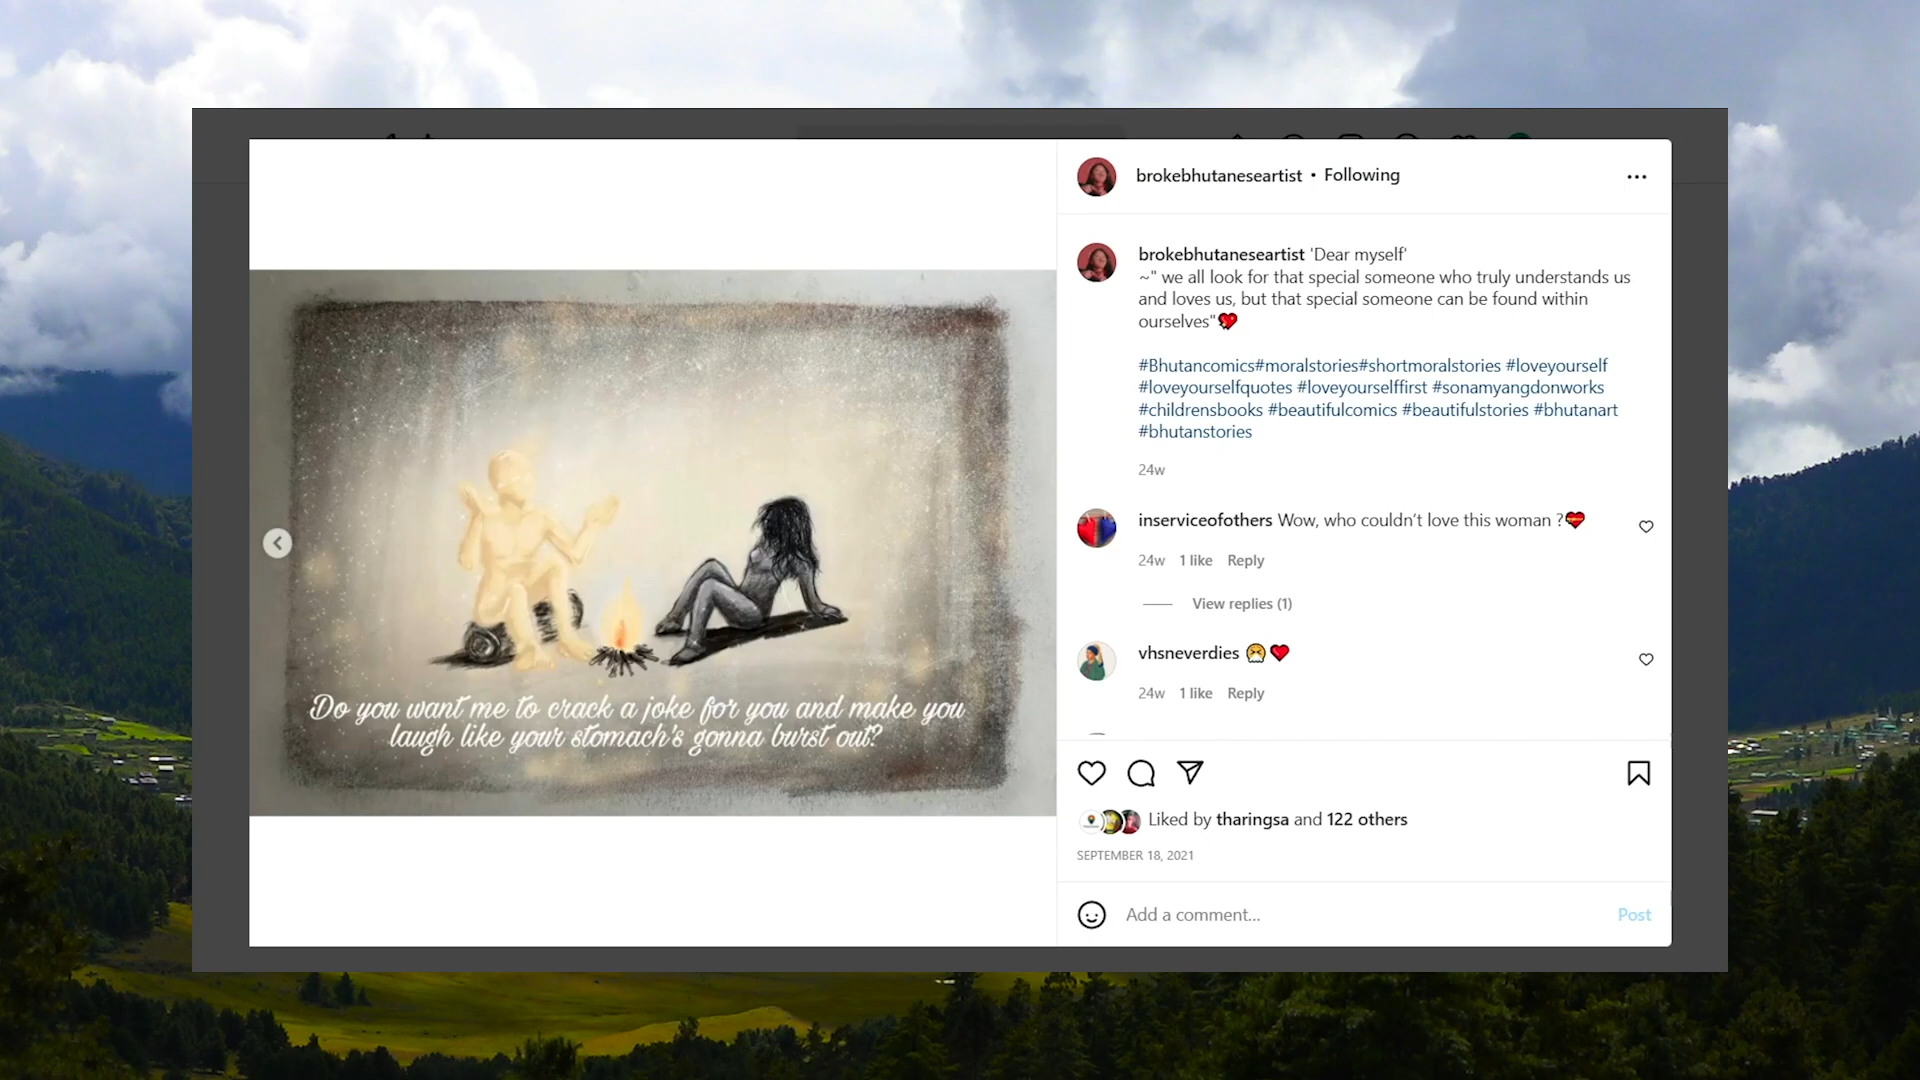 Do you want me to crack a joke for you and make you
laugh like your stomach's gonna burst out?
brokebhutaneseartist • Following
brokebhutaneseartist 'Dear myself'
~" we all look for that special someone who truly understands us
and loves us, but that special someone can be found within
ourselves"💘
#Bhutancomics#moralstories#shortmoralstories #loveyourself
#loveyourselfquotes #loveyourselffirst #sonamyangdonworks
#childrensbooks #beautifulcomics #beautifulstories #bhutanart
#bhutanstories
24w
inserviceofothers Wow, who couldn't love this woman ?💝
24w 1 like Reply
View replies (1)
vhsneverdies 😭❤️
24w 1 like Reply
Liked by tharingsa and 122 others
SEPTEMBER 18, 2021
Add a comment...
Post